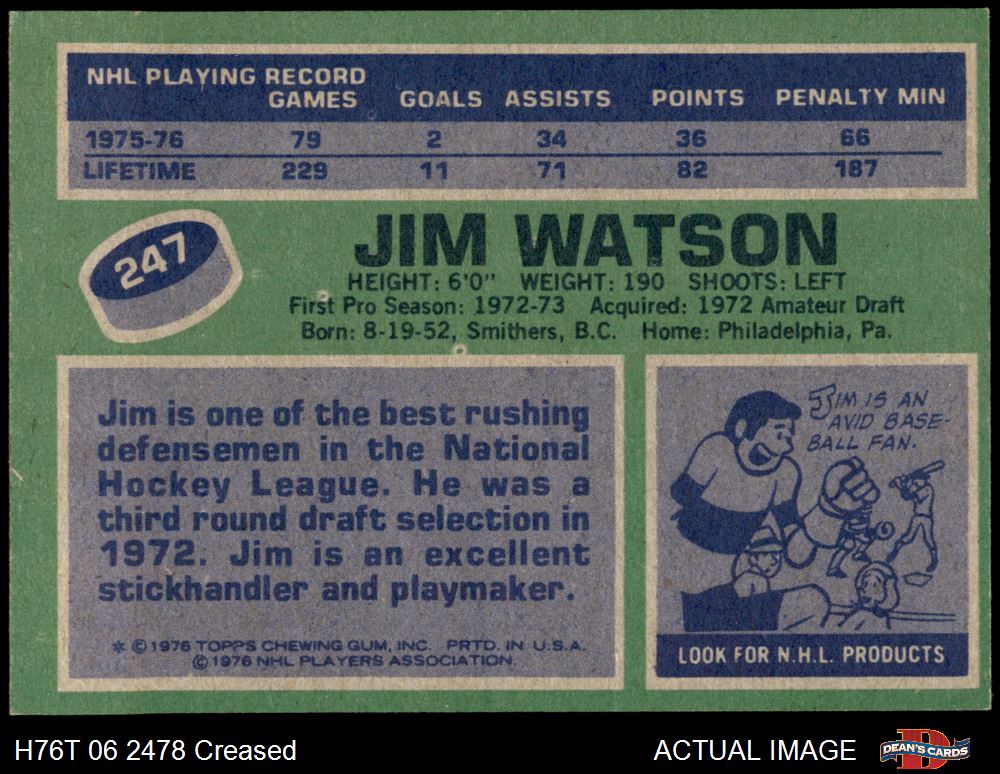 NHL PLAYING RECORD
GAMES GOALS ASSISTS POINTS PENALTY MIN
1975-76 79 2 34 36 66
LIFETIME 229 11 71 82 187
247
JIM WATSON
HEIGHT: 6'0" WEIGHT: 190 SHOOTS: LEFT
First Pro Season: 1972-73 Acquired: 1972 Amateur Draft
Born: 8-19-52, Smithers, B.C. Home: Philadelphia, Pa.
Jim is one of the best rushing
defensemen in the National
Hockey League. He was a
third round draft selection in
1972. Jim is an excellent
stickhandler and playmaker.
* © 1976 TOPPS CHEWING GUM, INC. PRTD. IN U.S.A.
© 1976 NHL PLAYERS ASSOCIATION.
JIM IS AN
AVID BASE-
BALL FAN.
LOOK FOR N.H.L. PRODUCTS
H76T 06 2478 Creased
ACTUAL IMAGE
DEAN'S CARDS